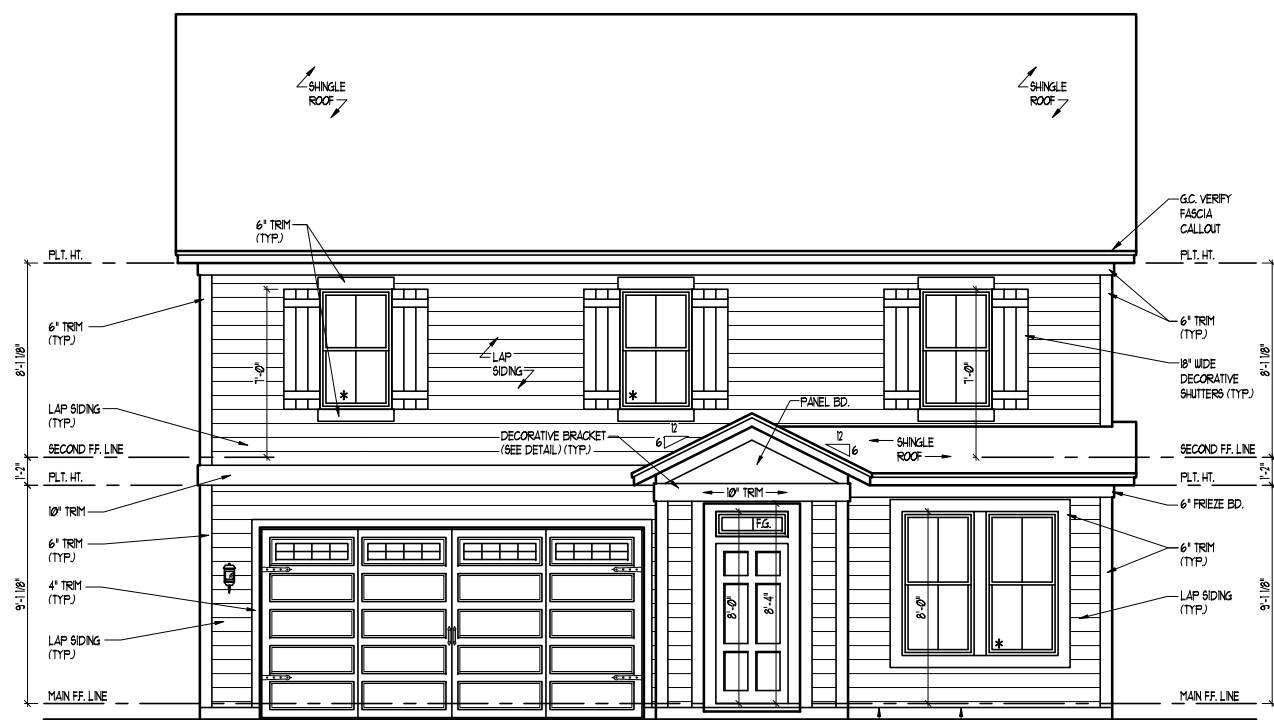 SHINGLE
ROOF
SHINGLE
ROOF
G.C. VERIFY
FASCIA
CALLOUT
6" TRIM
(TYP.)
PLT. HT.
PLT. HT.
6" TRIM
(TYP.)
6" TRIM
(TYP.)
8'-1 1/8"
8'-1 1/8"
7'-0"
7'-0"
LAP
SIDING
18" WIDE
DECORATIVE
SHUTTERS (TYP.)
*
*
PANEL BD.
LAP SIDING
(TYP.)
DECORATIVE BRACKET
(SEE DETAIL) (TYP.)
12
6
12
6
SHINGLE
ROOF
SECOND F.F. LINE
SECOND F.F. LINE
1'-2"
1'-2"
PLT. HT.
PLT. HT.
10" TRIM
10" TRIM
6" FRIEZE BD.
F.G.
6" TRIM
(TYP.)
6" TRIM
(TYP.)
4" TRIM
(TYP.)
8'-0"
8'-4"
8'-0"
LAP SIDING
(TYP.)
9'-1 1/8"
9'-1 1/8"
LAP SIDING
(TYP.)
*
MAIN F.F. LINE
MAIN F.F. LINE